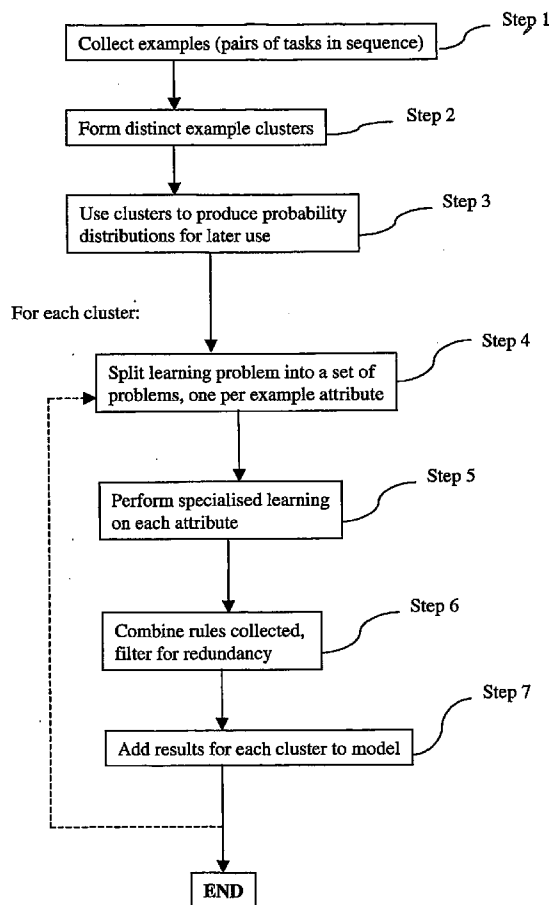 Step 1
Collect examples (pairs of tasks in sequence)
Step 2
Form distinct example clusters
Step 3
Use clusters to produce probability
distributions for later use
For each cluster:
Step 4
Split learning problem into a set of
problems, one per example attribute
Step 5
Perform specialised learning
on each attribute
Step 6
Combine rules collected,
filter for redundancy
Step 7
Add results for each cluster to model
END